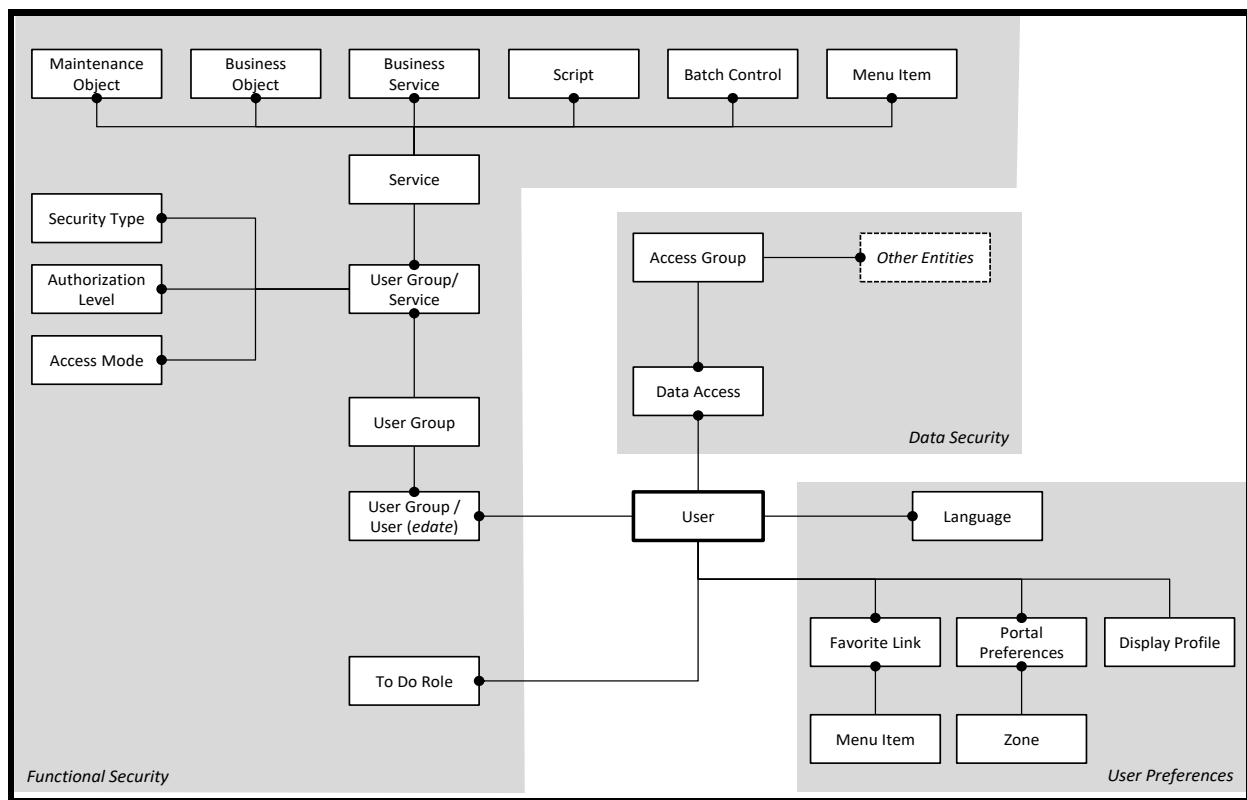 Maintenance
Object
Business
Object
Business
Service
Script
Batch Control
Menu Item
Service
Security Type
Authorization
Level
Access Mode
User Group/
Service
User Group
User Group /
User (edate)
To Do Role
Functional Security
Access Group
Other Entities
Data Access
Data Security
User
Language
Favorite Link
Portal
Preferences
Display Profile
Menu Item
Zone
User Preferences